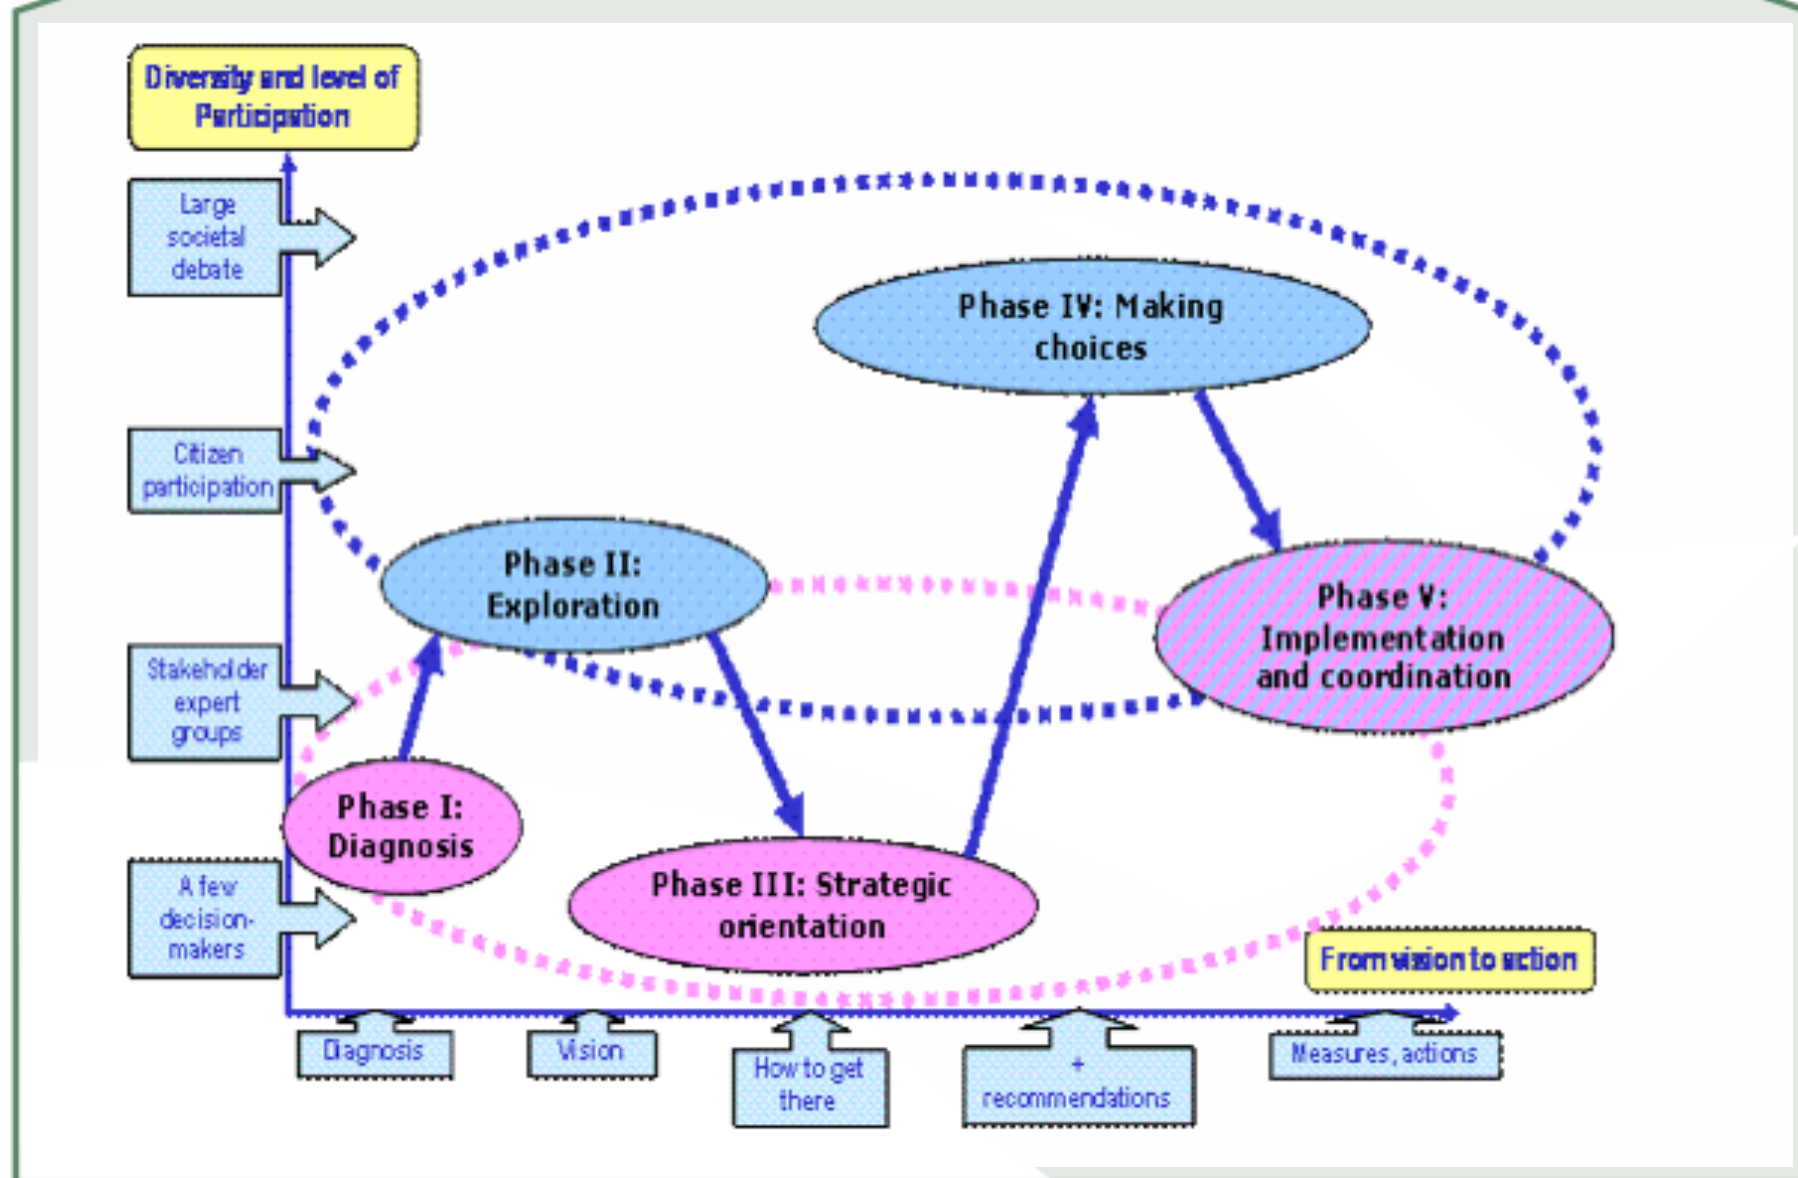 Diversity and level of
Participation
Large
societal
debate
Phase IV: Making
choices
Citizen
participation
Phase II:
Exploration
Phase V:
Implementation
and coordination
Stakeholder
expert
groups
Phase I:
Diagnosis
Phase III: Strategic
orientation
A few
decision-
makers
From vision to action
Diagnosis
Vision
How to get
there
+
recommendations
Measures, actions